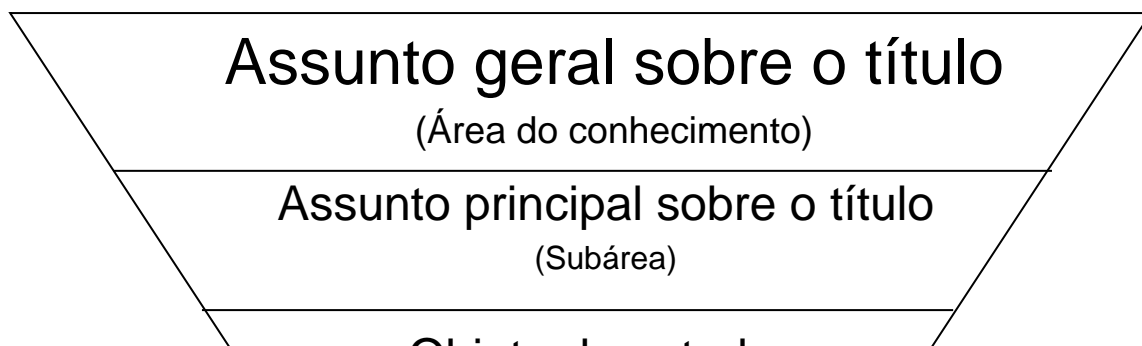 Assunto geral sobre o título
(Área do conhecimento)
Assunto principal sobre o título
(Subárea)